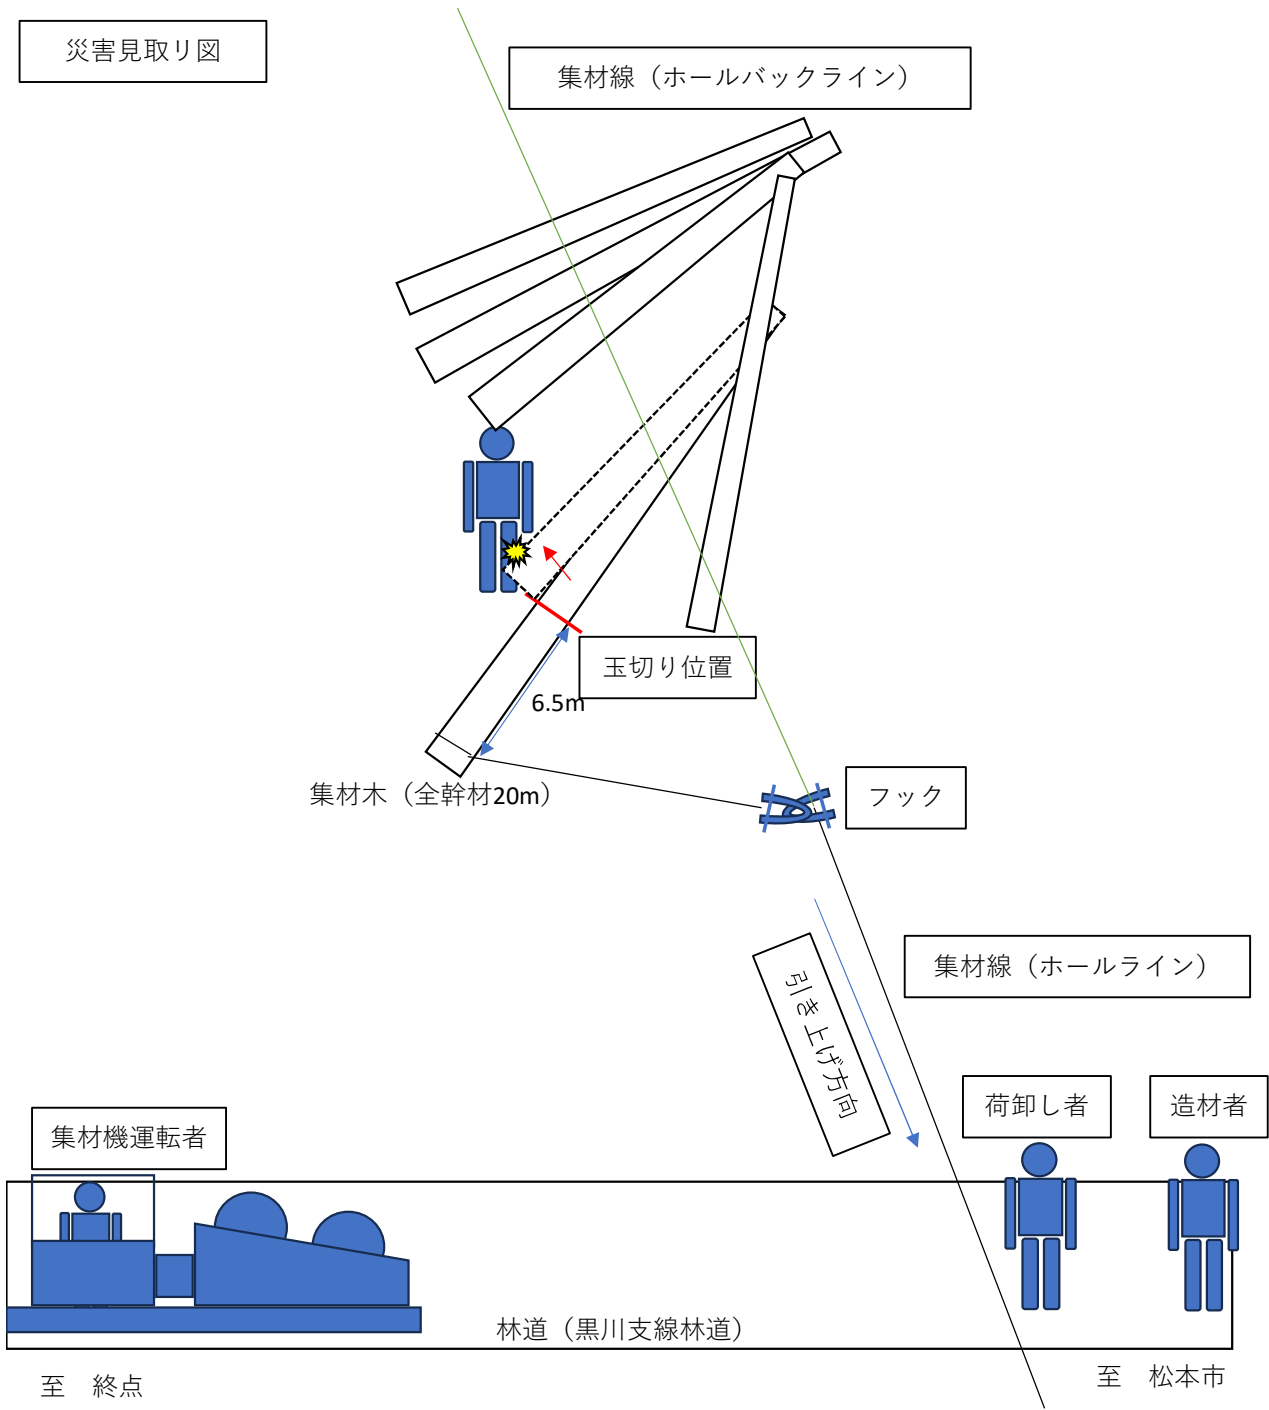 災害見取り図
集材線（ホールバックライン）
玉切り位置
6.5m
集材木（全幹材20m）
フック
集材線（ホールライン）
引き上げ方向
荷卸し者
造材者
集材機運転者
林道（黒川支線林道）
至　終点
至　松本市